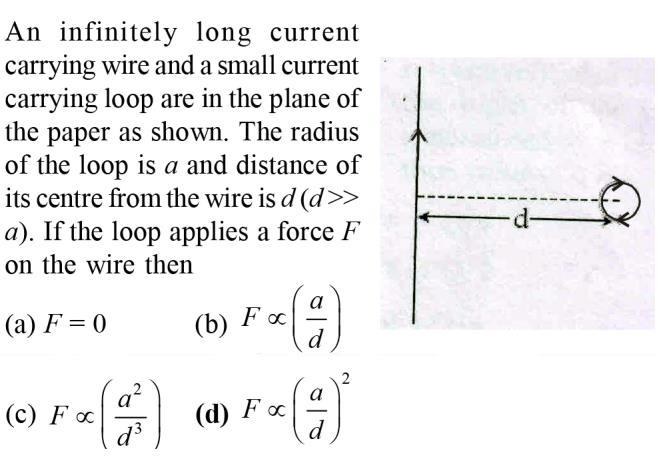 An infinitely long current
carrying wire and a small current
carrying loop are in the plane of
the paper as shown. The radius
of the loop is a and distance of
its centre from the wire is d (d>>
a). If the loop applies a force F
on the wire then
(a) F = 0 (b) F ∝ (a/d)
(c) F ∝ (a²/d³) (d) F ∝ (a/d)²
d